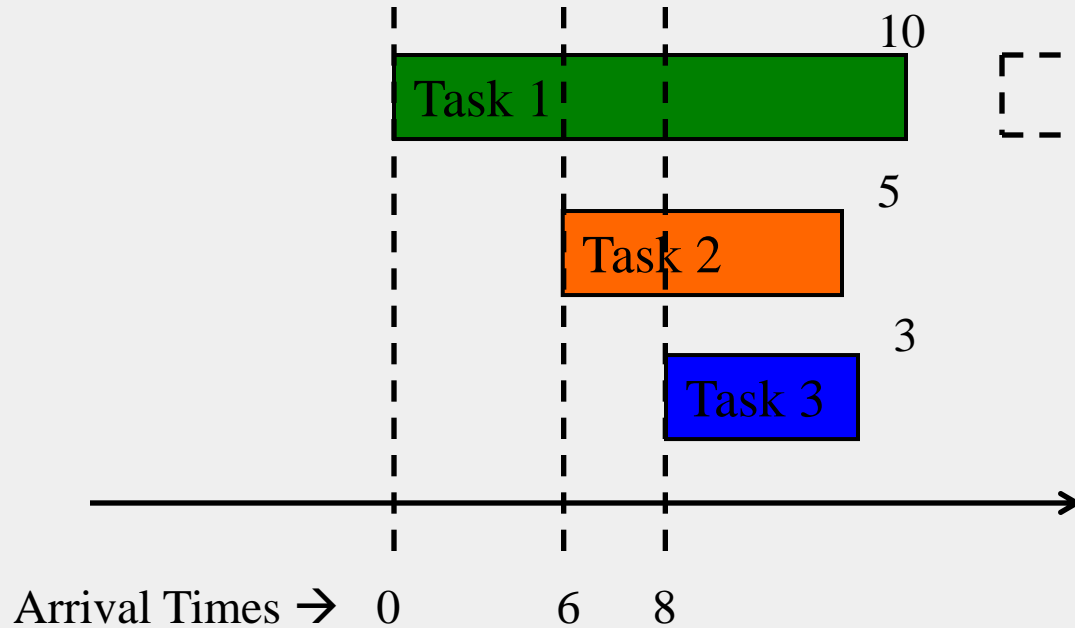 10
Task 1
5
Task 2
3
Task 3
Arrival Times → 0 6 8